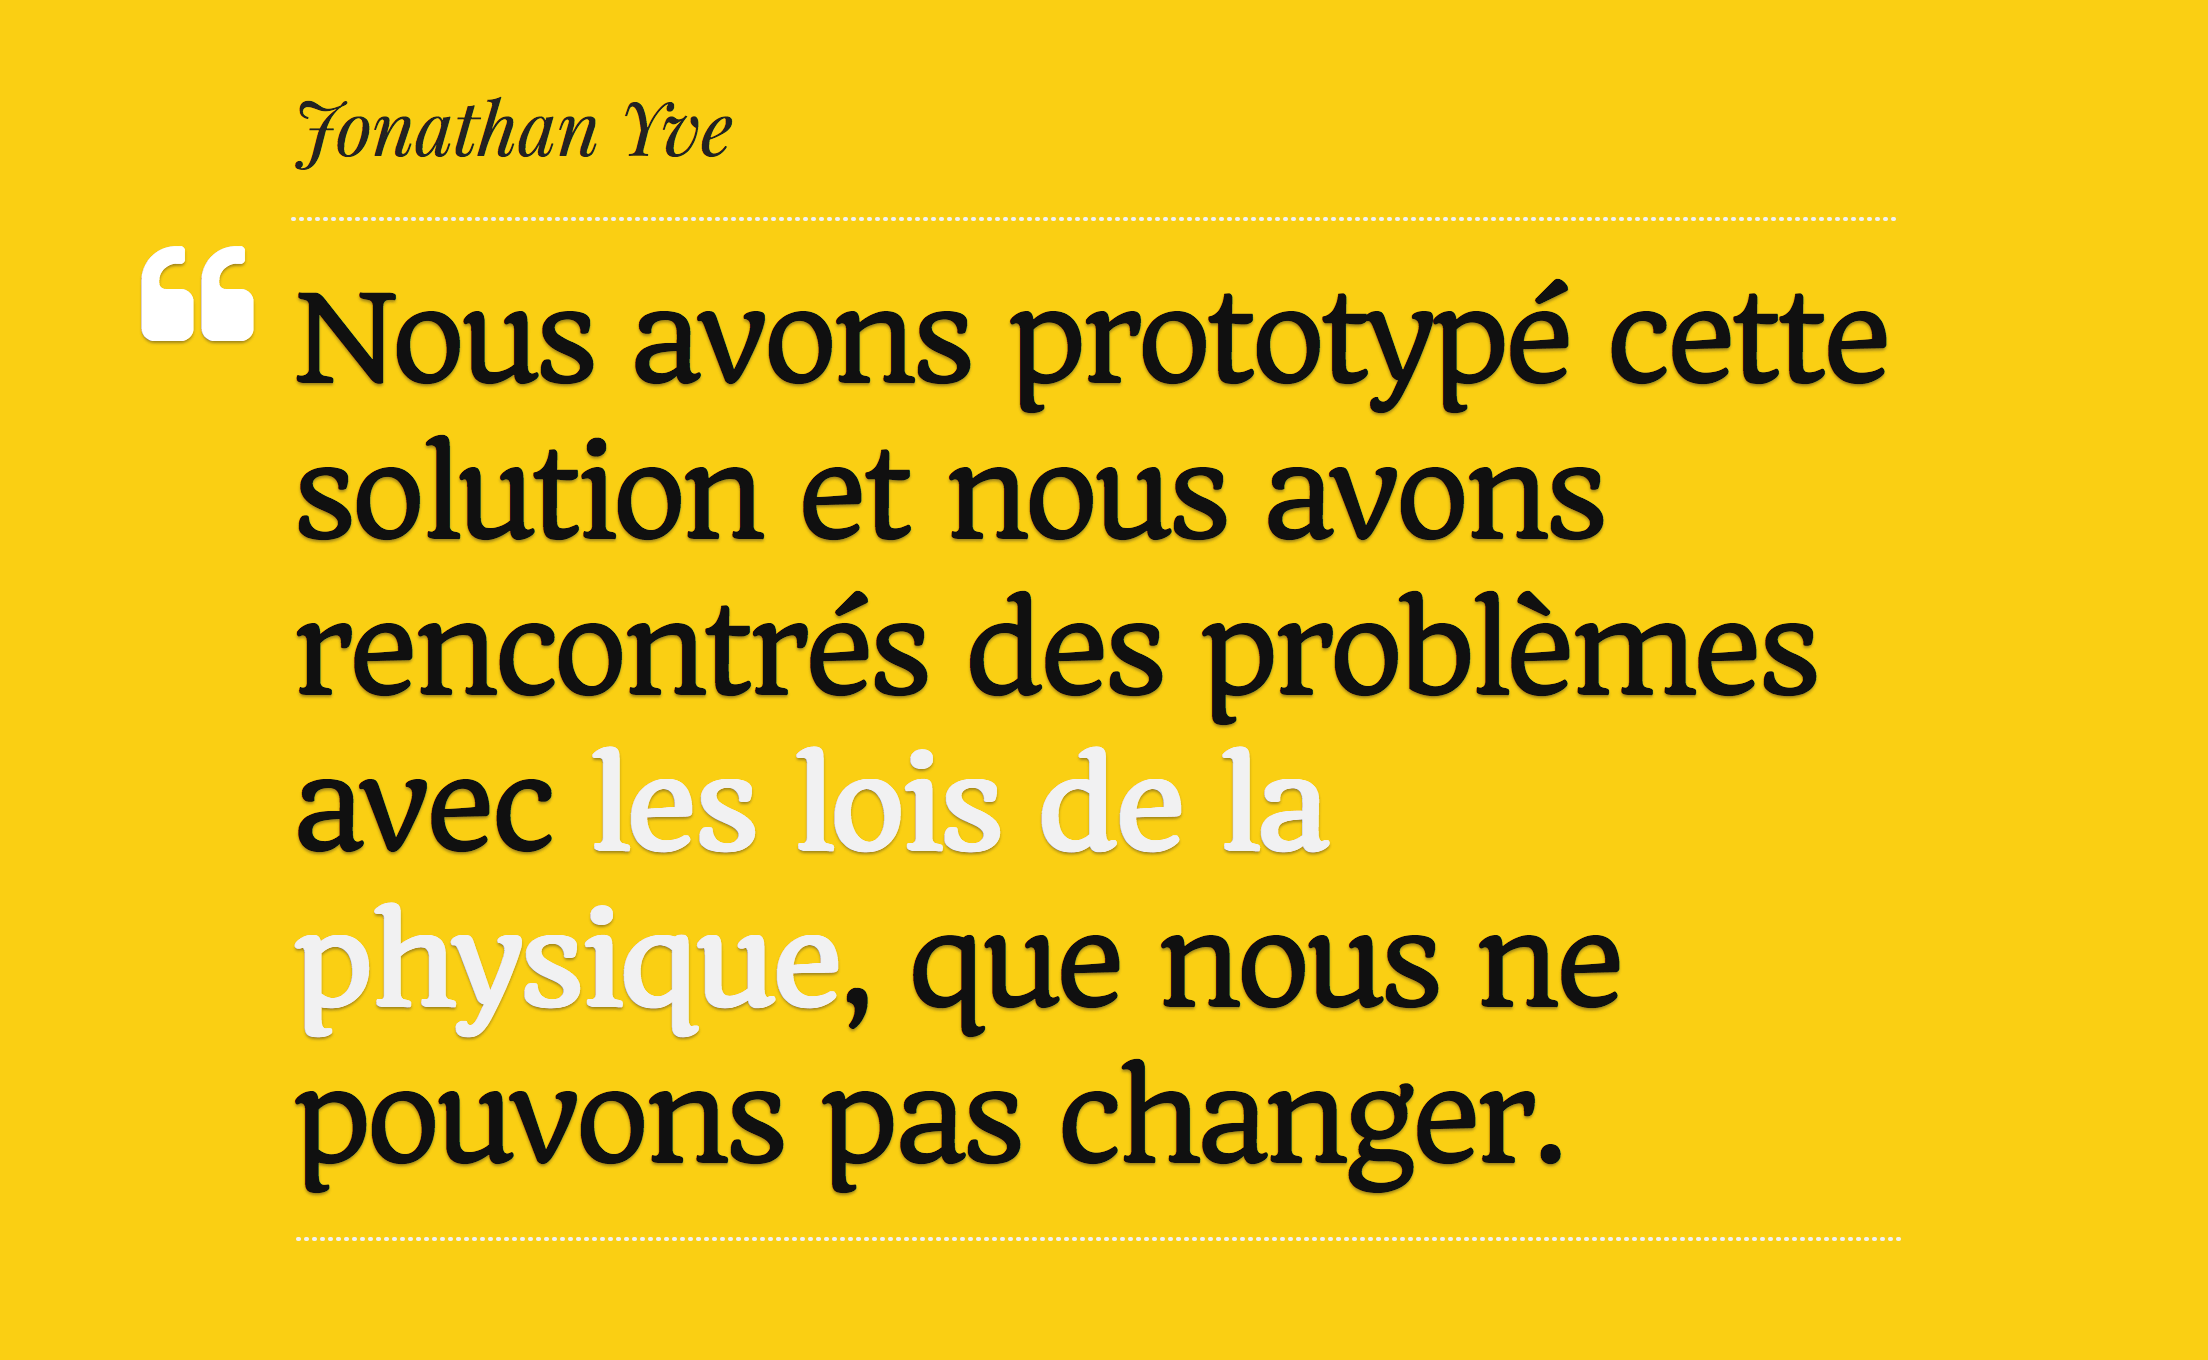 Jonathan Yve
“
Nous avons prototypé cette
solution et nous avons
rencontrés des problèmes
avec les lois de la
physique, que nous ne
pouvons pas changer.